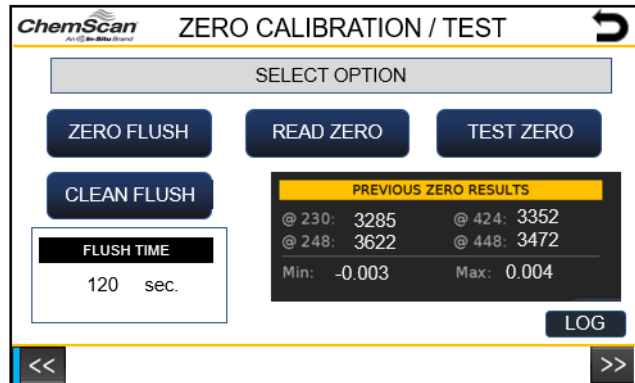 ChemScan
An In-Situ Brand
ZERO CALIBRATION / TEST
SELECT OPTION
ZERO FLUSH
READ ZERO
TEST ZERO
CLEAN FLUSH
PREVIOUS ZERO RESULTS
@ 230: 3285 @ 424: 3352
@ 248: 3622 @ 448: 3472
Min: -0.003 Max: 0.004
FLUSH TIME
120 sec.
LOG
<< >>